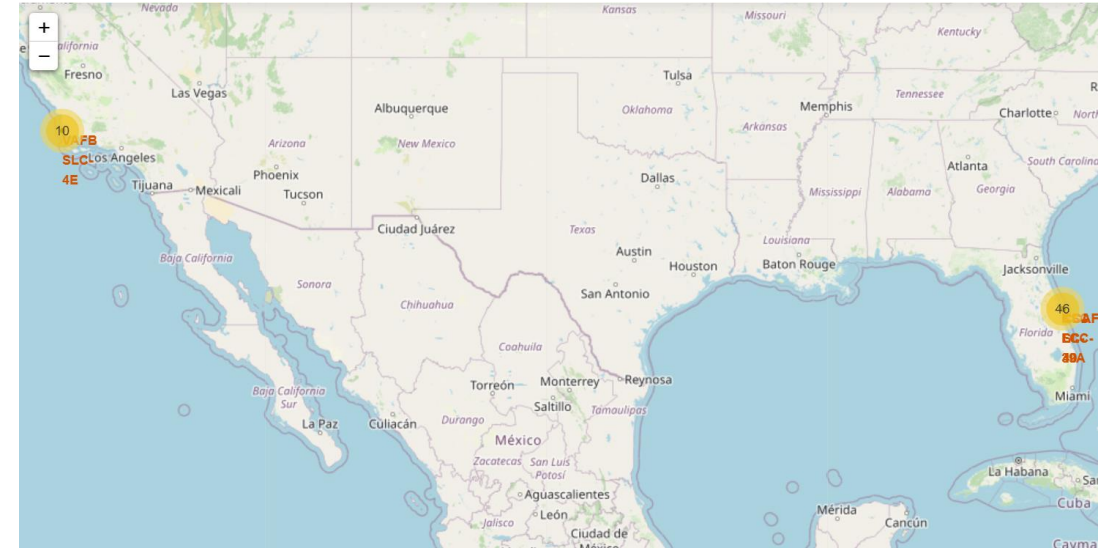 Nevada
Kansas
Missouri
Kentucky
+
−
alifornia
Fresno
Las Vegas
Tulsa
Albuquerque
Oklahoma
Memphis
Tennessee
Charlotte
North
Arkansas
10
VAFB
SLC-
4E
Los Angeles
Arizona
New Mexico
Atlanta
South Carolina
Phoenix
Dallas
Tijuana
Mexicali
Tucson
Mississippi
Alabama
Georgia
Ciudad Juárez
Texas
Louisiana
Austin
Baja California
Houston
Baton Rouge
Jacksonville
Sonora
San Antonio
Chihuahua
46
Florida
Coahuila
Torreón
Monterrey
Reynosa
Baja California
Sur
Saltillo
Tamaulipas
Miami
La Paz
Culiacán
Durango
México
Zacatecas
San Luis
Potosí
La Habana
Aguascalientes
León
Cuba
Jalisco
Mérida
Cancún
Ciudad de
México
Cayma